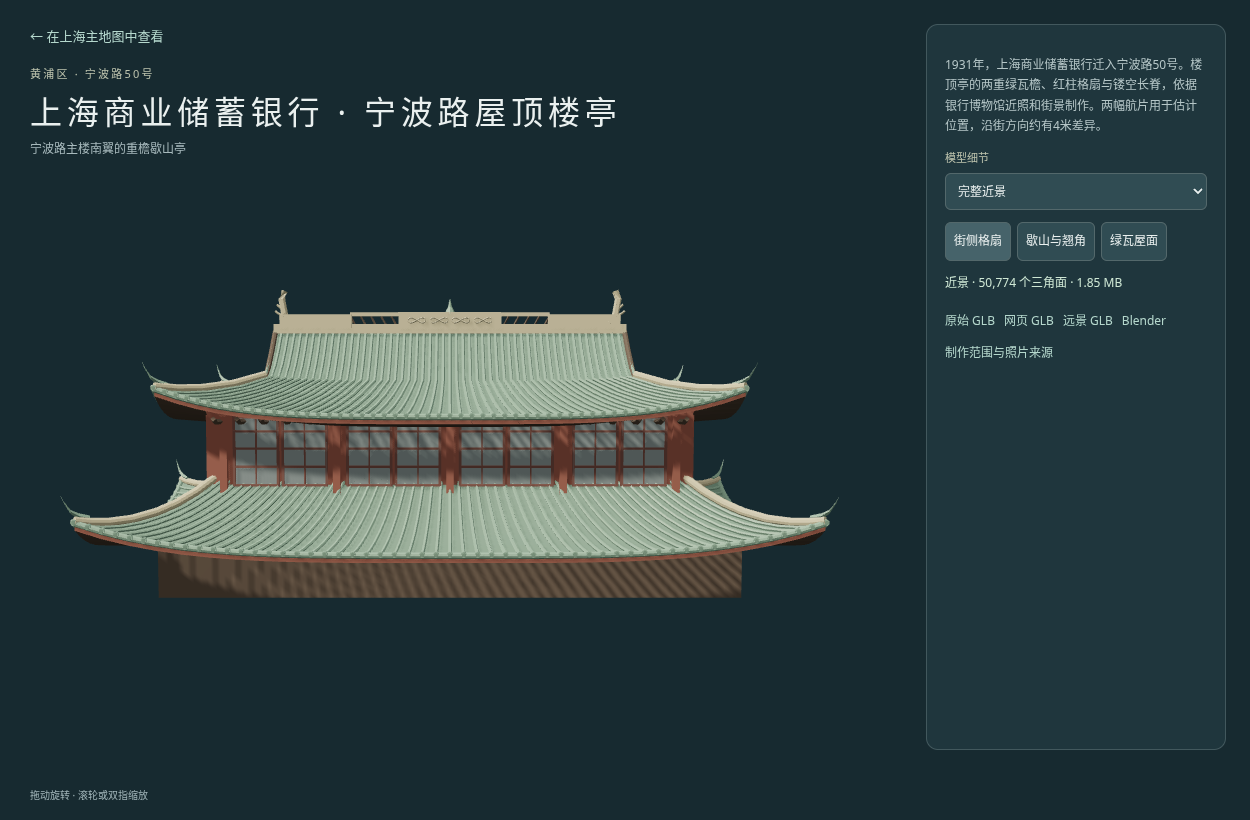 ← 在上海主地图中查看
黄浦区 · 宁波路50号
上海商业储蓄银行 · 宁波路屋顶楼亭
宁波路主楼南翼的重檐歇山亭
1931年，上海商业储蓄银行迁入宁波路50号。楼
顶亭的两重绿瓦檐、红柱格扇与镂空长脊，依据
银行博物馆近照和街景制作。两幅航片用于估计
位置，沿街方向约有4米差异。
模型细节
完整近景
街侧格扇 歇山与翘角 绿瓦屋面
近景 · 50,774 个三角面 · 1.85 MB
原始 GLB 网页 GLB 远景 GLB Blender
制作范围与照片来源
拖动旋转 · 滚轮或双指缩放